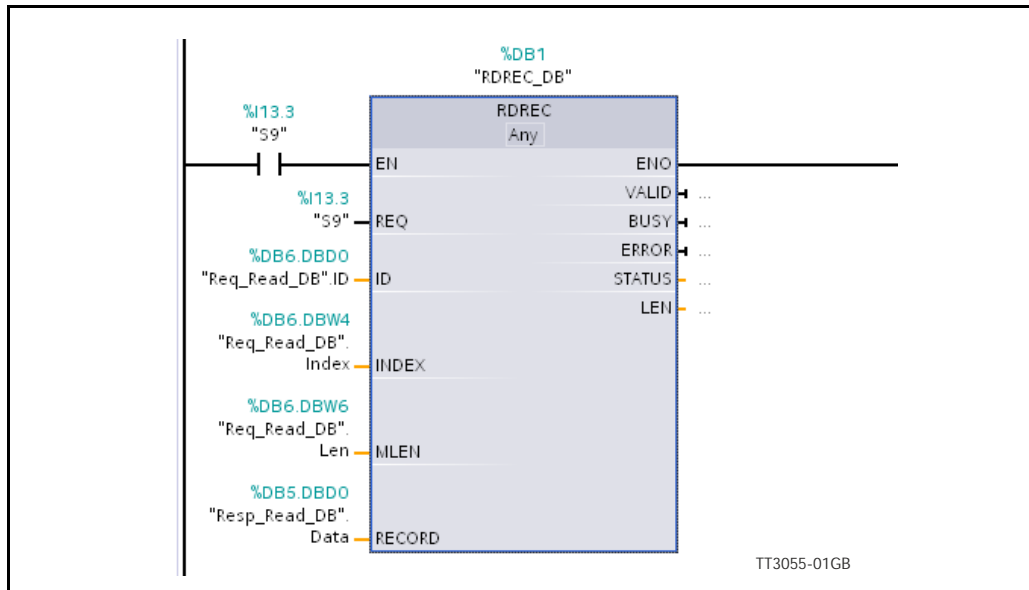 %DB1
"RDREC_DB"
%I13.3
"S9"
RDREC
Any
EN
ENO
%I13.3
"S9"
REQ
VALID
...
BUSY
...
%DB6.DBD0
"Req_Read_DB".ID
ID
ERROR
...
STATUS
...
LEN
...
%DB6.DBW4
"Req_Read_DB".
Index
INDEX
%DB6.DBW6
"Req_Read_DB".
Len
MLEN
%DB5.DBD0
"Resp_Read_DB".
Data
RECORD
TT3055-01GB